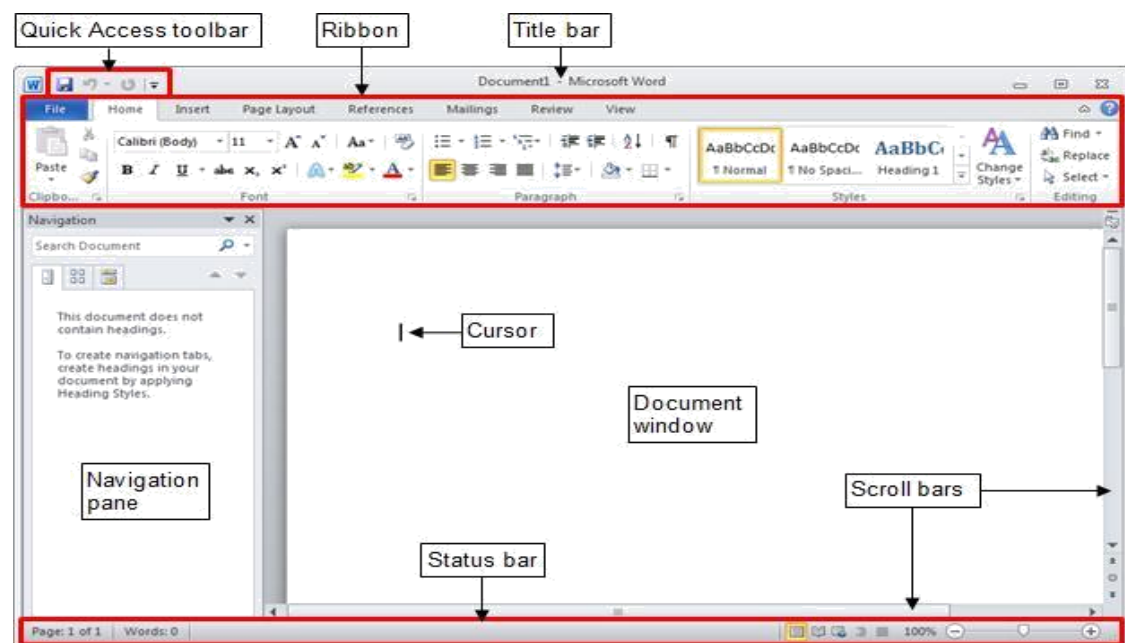 Quick Access toolbar
Ribbon
Title bar
W
Document1 - Microsoft Word
File Home Insert Page Layout References Mailings Review View
Calibri (Body) 11 A A Aa
Paste
B I U abc x, x² A A
AaBbCcDc AaBbCcDc AaBbC
¶ Normal ¶ No Spaci... Heading 1
Change
Styles
Find
Replace
Select
Clipbo... Font Paragraph Styles Editing
Navigation
Search Document
This document does not
contain headings.
To create navigation tabs,
create headings in your
document by applying
Heading Styles.
Cursor
Document
window
Navigation
pane
Scroll bars
Status bar
Page: 1 of 1 Words: 0 100%